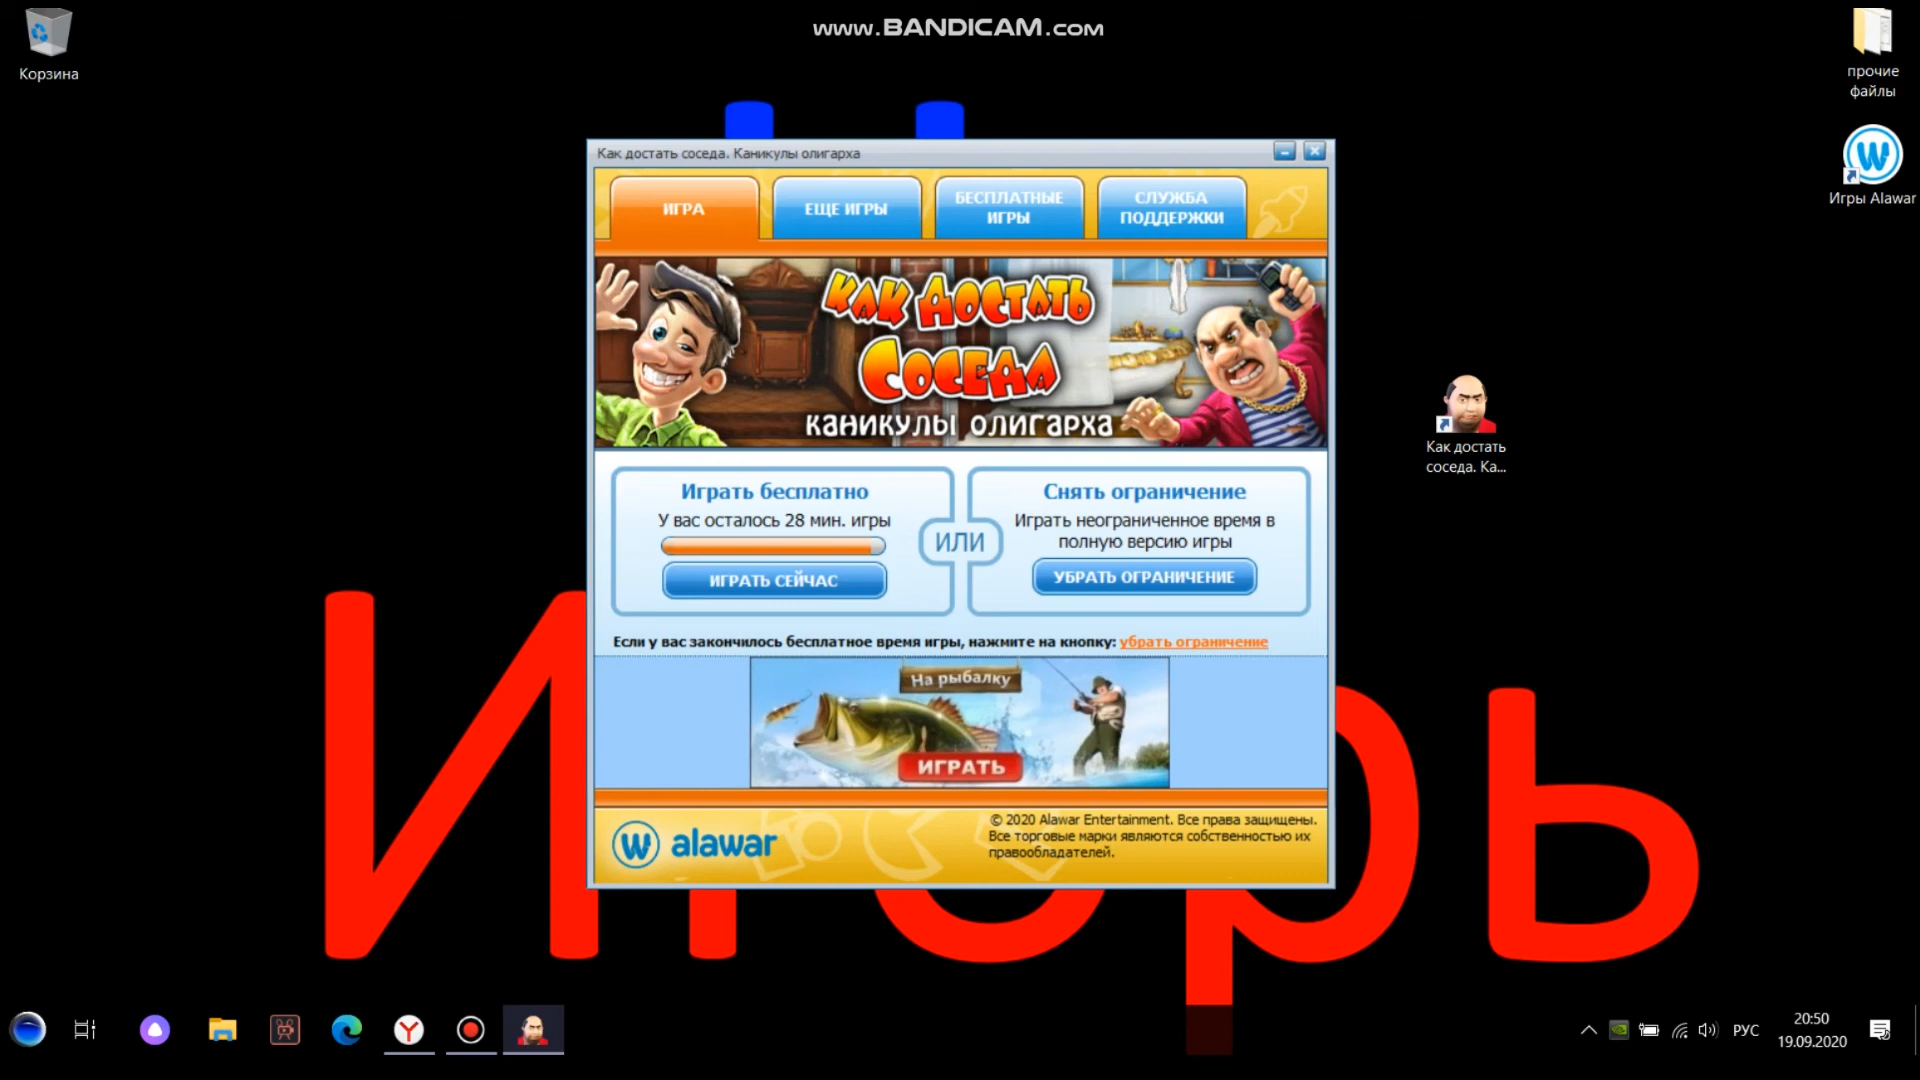 www.BANDICAM.com
Корзина
прочие
файлы
Игры Alawar
Как достать соседа. Каникулы олигарха
ИГРА
ЕЩЕ ИГРЫ
БЕСПЛАТНЫЕ
ИГРЫ
СЛУЖБА
ПОДДЕРЖКИ
КАК ДОСТАТЬ
СОСЕДА
КАНИКУЛЫ ОЛИГАРХА
Как достать
соседа. Ка...
Играть бесплатно
У вас осталось 28 мин. игры
ИГРАТЬ СЕЙЧАС
ИЛИ
Снять ограничение
Играть неограниченное время в
полную версию игры
УБРАТЬ ОГРАНИЧЕНИЕ
Если у вас закончилось бесплатное время игры, нажмите на кнопку: убрать ограничение
На рыбалку
ИГРАТЬ
alawar
© 2020 Alawar Entertainment. Все права защищены.
Все торговые марки являются собственностью их
правообладателей.
Игорь
РУС
20:50
19.09.2020